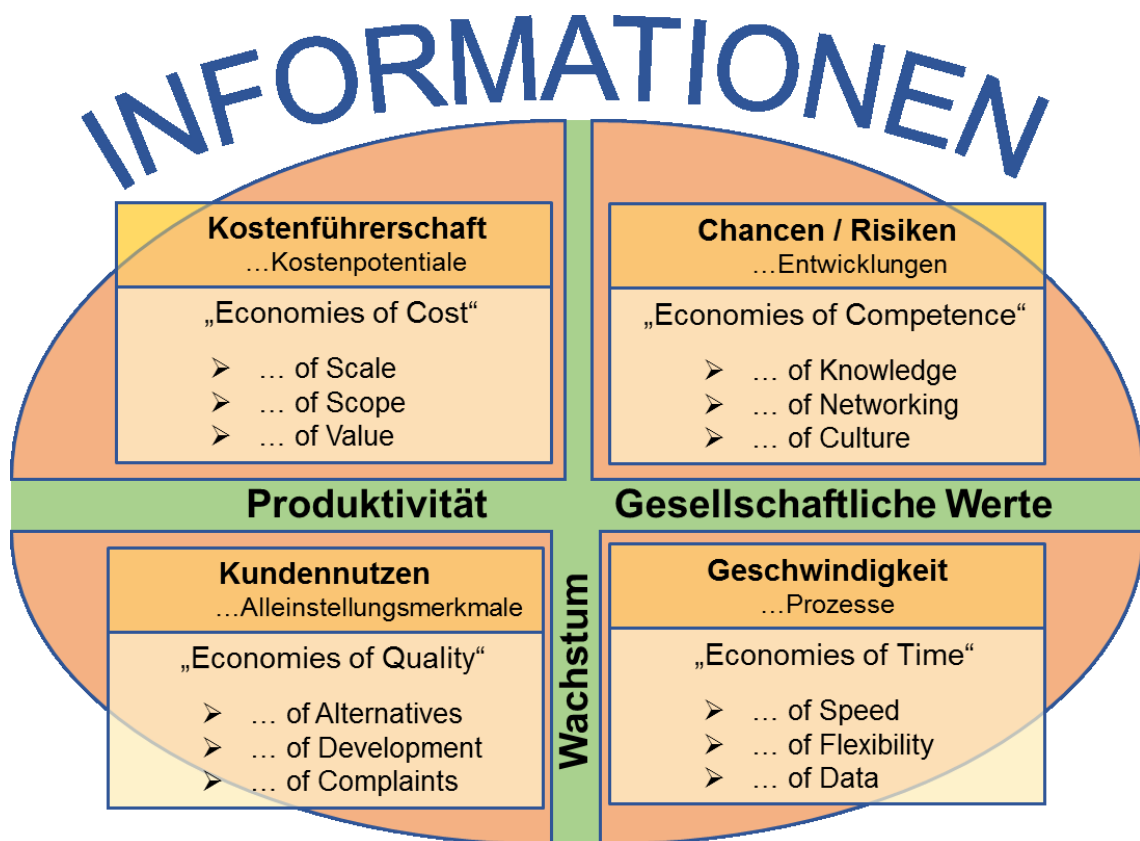 INFORMATIONEN
Kostenführerschaft
…Kostenpotentiale
„Economies of Cost“
➢ … of Scale
➢ … of Scope
➢ … of Value
Chancen / Risiken
…Entwicklungen
„Economies of Competence“
➢ … of Knowledge
➢ … of Networking
➢ … of Culture
Produktivität
Gesellschaftliche Werte
Wachstum
Kundennutzen
…Alleinstellungsmerkmale
„Economies of Quality“
➢ … of Alternatives
➢ … of Development
➢ … of Complaints
Geschwindigkeit
…Prozesse
„Economies of Time“
➢ … of Speed
➢ … of Flexibility
➢ … of Data